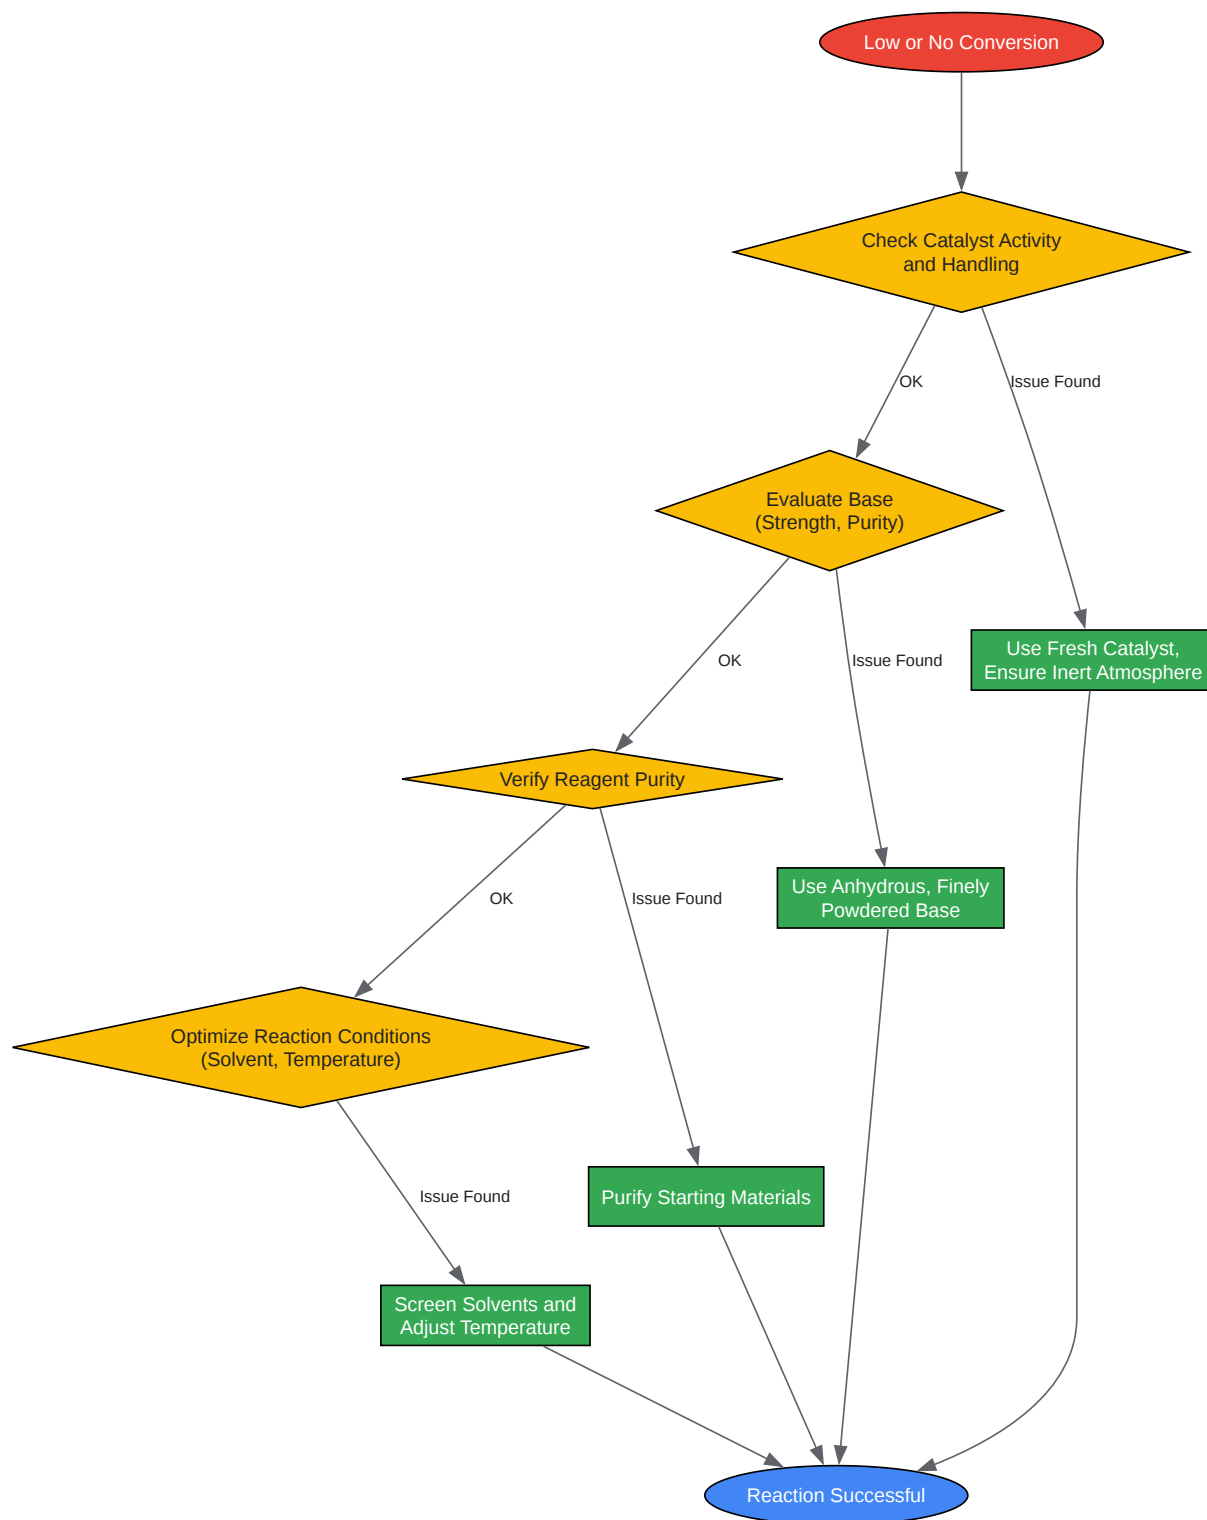 Low or No Conversion
Check Catalyst Activity
and Handling
OK
Issue Found
Evaluate Base
(Strength, Purity)
Use Fresh Catalyst,
Ensure Inert Atmosphere
OK
Issue Found
Verify Reagent Purity
Use Anhydrous, Finely
Powdered Base
OK
Issue Found
Optimize Reaction Conditions
(Solvent, Temperature)
Issue Found
Purify Starting Materials
Screen Solvents and
Adjust Temperature
Reaction Successful